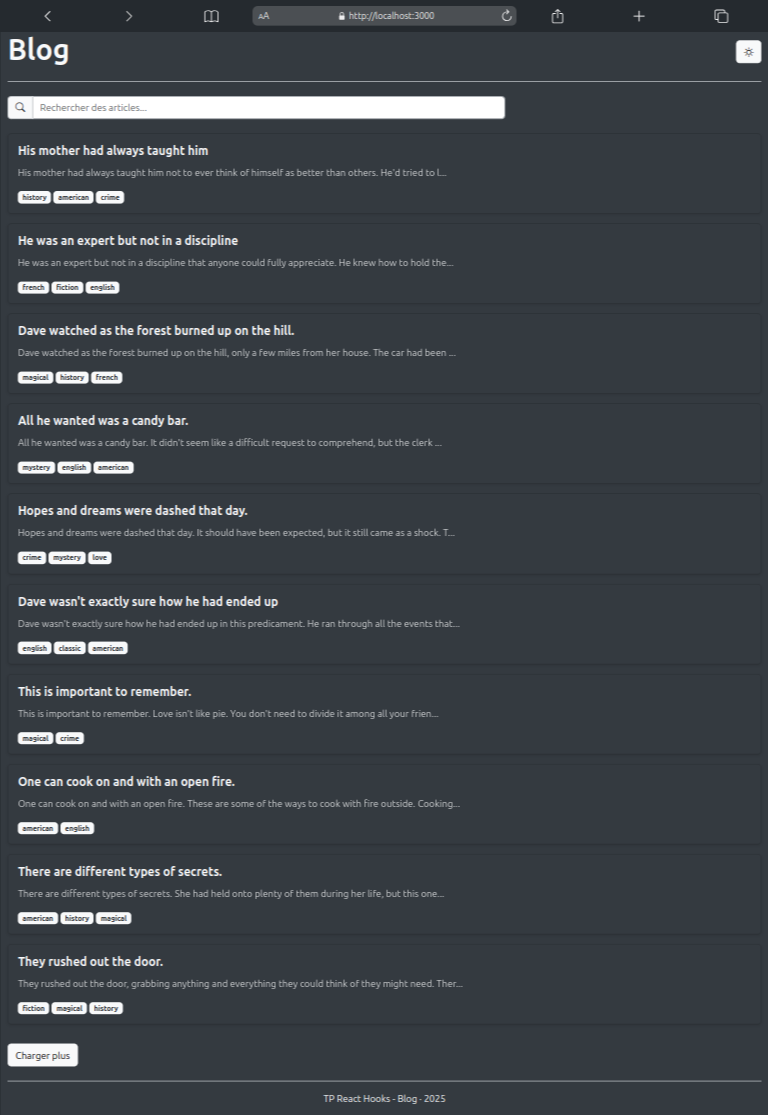 AA http://localhost:3000
Blog
Rechercher des articles...
His mother had always taught him
His mother had always taught him not to ever think of himself as better than others. He'd tried to l...
history american crime
He was an expert but not in a discipline
He was an expert but not in a discipline that anyone could fully appreciate. He knew how to hold the...
french fiction english
Dave watched as the forest burned up on the hill.
Dave watched as the forest burned up on the hill, only a few miles from her house. The car had been ...
magical history french
All he wanted was a candy bar.
All he wanted was a candy bar. It didn't seem like a difficult request to comprehend, but the clerk ...
mystery english american
Hopes and dreams were dashed that day.
Hopes and dreams were dashed that day. It should have been expected, but it still came as a shock. T...
crime mystery love
Dave wasn't exactly sure how he had ended up
Dave wasn't exactly sure how he had ended up in this predicament. He ran through all the events that...
english classic american
This is important to remember.
This is important to remember. Love isn't like pie. You don't need to divide it among all your frien...
magical crime
One can cook on and with an open fire.
One can cook on and with an open fire. These are some of the ways to cook with fire outside. Cooking...
american english
There are different types of secrets.
There are different types of secrets. She had held onto plenty of them during her life, but this one...
american history magical
They rushed out the door.
They rushed out the door, grabbing anything and everything they could think of they might need. Ther...
fiction magical history
Charger plus
TP React Hooks - Blog - 2025